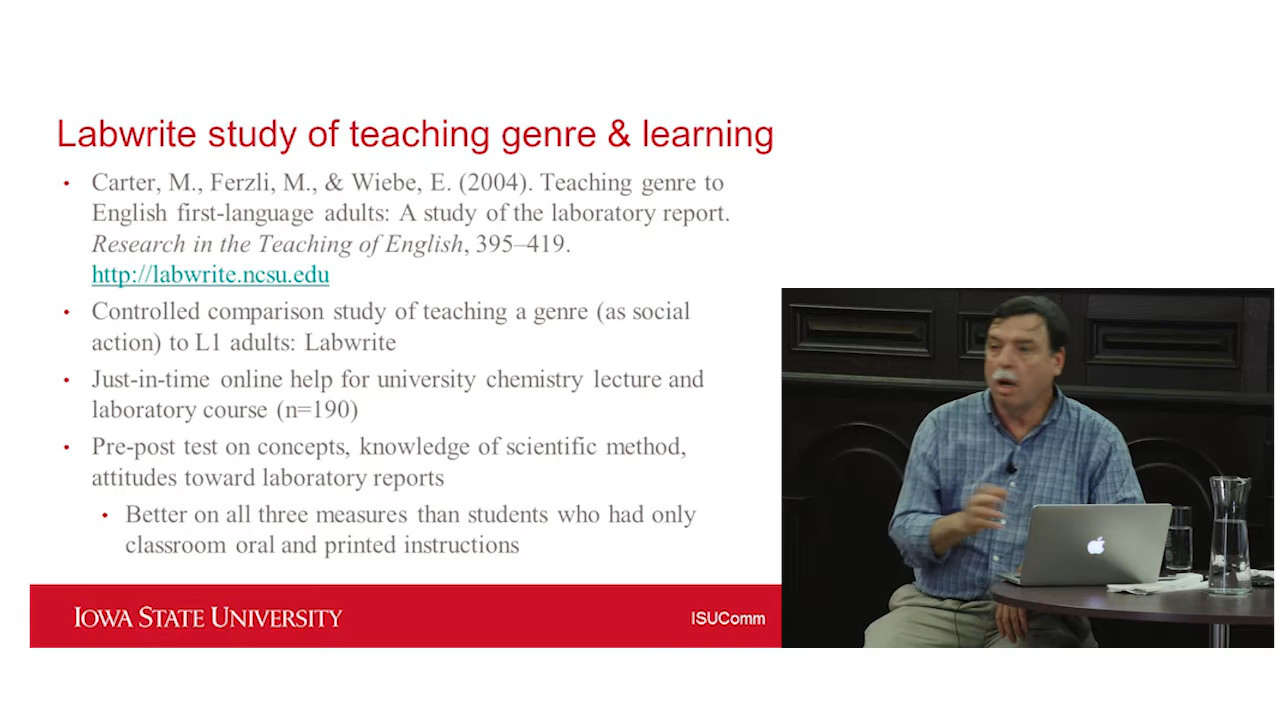 Labwrite study of teaching genre & learning
• Carter, M., Ferzli, M., & Wiebe, E. (2004). Teaching genre to
English first-language adults: A study of the laboratory report.
Research in the Teaching of English, 395–419.
http://labwrite.ncsu.edu
• Controlled comparison study of teaching a genre (as social
action) to L1 adults: Labwrite
• Just-in-time online help for university chemistry lecture and
laboratory course (n=190)
• Pre-post test on concepts, knowledge of scientific method,
attitudes toward laboratory reports
• Better on all three measures than students who had only
classroom oral and printed instructions
IOWA STATE UNIVERSITY
ISUComm